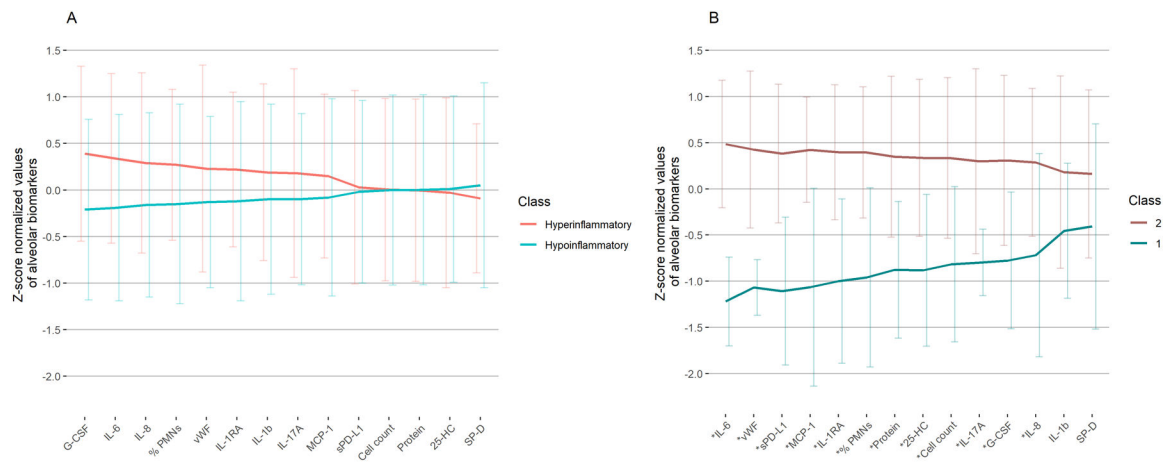 A
Z-score normalized values
of alveolar biomarkers
1.5
1.0
0.5
0.0
-0.5
-1.0
-1.5
-2.0
G-CSF
IL-6
IL-8
% PMNs
vWF
IL-1RA
IL-1b
IL-17A
MCP-1
sPD-L1
Cell count
Protein
25-HC
SP-D
Class
Hyperinflammatory
Hypoinflammatory
B
Z-score normalized values
of alveolar biomarkers
1.5
1.0
0.5
0.0
-0.5
-1.0
-1.5
-2.0
*IL-6
*vWF
*sPD-L1
*MCP-1
*IL-1RA
*% PMNs
*Protein
*25-HC
*Cell count
*IL-17A
*G-CSF
*IL-8
IL-1b
SP-D
Class
2
1